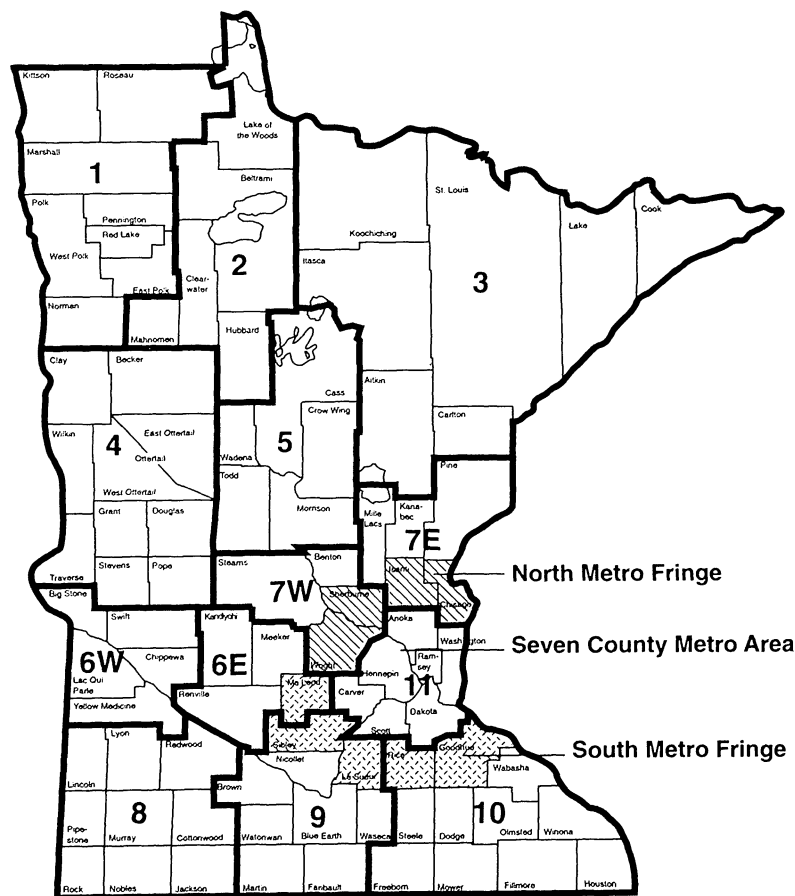 Kittson
Roseau
Lake of
the Woods
Marshall
1
Beltrami
Polk
Pennington
Red Lake
West Polk
East Polk
Clear-
water
2
Norman
Mahnomen
Hubbard
Koochiching
Itasca
St. Louis
Lake
Cook
3
Aitkin
Carlton
Clay
Becker
Wilkin
East Ottertail
4
Ottertail
West Ottertail
Grant
Douglas
Stevens
Pope
Traverse
Cass
Crow Wing
Wadena
5
Todd
Morrison
Pine
Mille
Lacs
Kana-
bec
7E
Isanti
Chisago
North Metro Fringe
Big Stone
Stearns
Benton
7W
Sherburne
Wright
Anoka
Washington
Seven County Metro Area
Ram-
sey
Hennepin
11
Carver
Dakota
Scott
Swift
6W
Chippewa
Lac Qui
Parle
Yellow Medicine
Kandiyohi
Meeker
6E
Renville
Mc Leod
Sibley
Nicollet
Le Sueur
Rice
Goodhue
South Metro Fringe
Wabasha
Lyon
Redwood
Lincoln
Brown
8
9
10
Pipe-
stone
Murray
Cottonwood
Watonwan
Blue Earth
Waseca
Steele
Dodge
Olmsted
Winona
Rock
Nobles
Jackson
Martin
Faribault
Freeborn
Mower
Fillmore
Houston